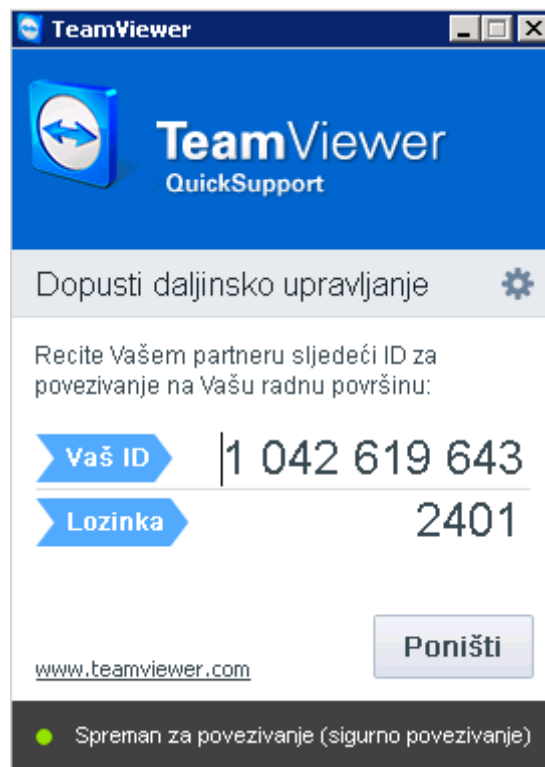 TeamViewer
TeamViewer
QuickSupport
Dopusti daljinsko upravljanje
Recite Vašem partneru sljedeći ID za
povezivanje na Vašu radnu površinu:
Vaš ID 1 042 619 643
Lozinka 2401
Poništi
www.teamviewer.com
Spreman za povezivanje (sigurno povezivanje)